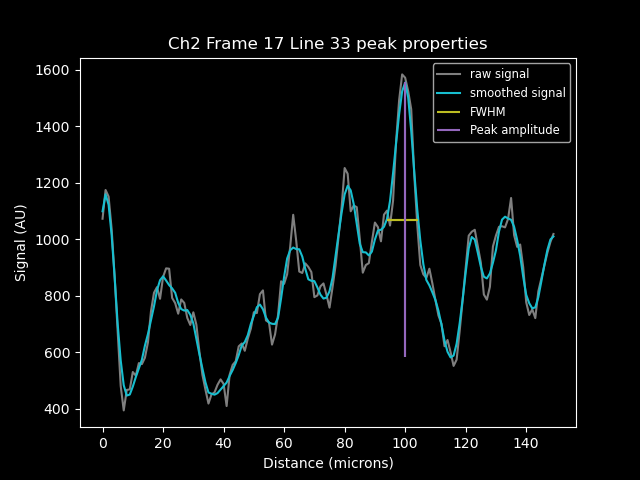 Ch2 Frame 17 Line 33 peak properties
raw signal
smoothed signal
FWHM
Peak amplitude
Signal (AU)
1600
1400
1200
1000
800
600
400
0 20 40 60 80 100 120 140
Distance (microns)